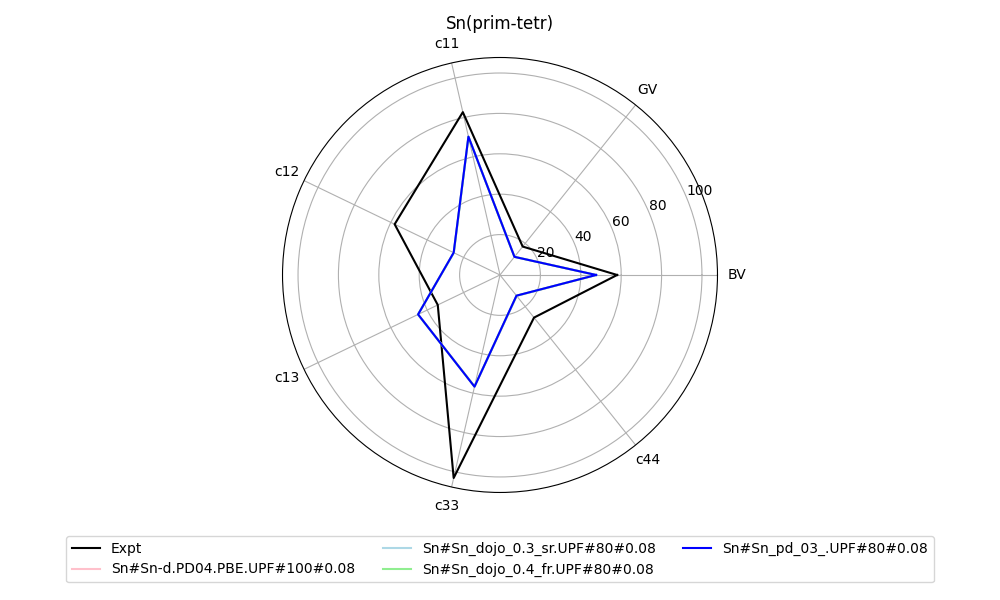 Sn(prim-tetr)
c11
GV
c12
100
80
60
40
20
BV
c13
c44
c33
Expt
Sn#Sn-d.PD04.PBE.UPF#100#0.08
Sn#Sn_dojo_0.3_sr.UPF#80#0.08
Sn#Sn_dojo_0.4_fr.UPF#80#0.08
Sn#Sn_pd_03_.UPF#80#0.08